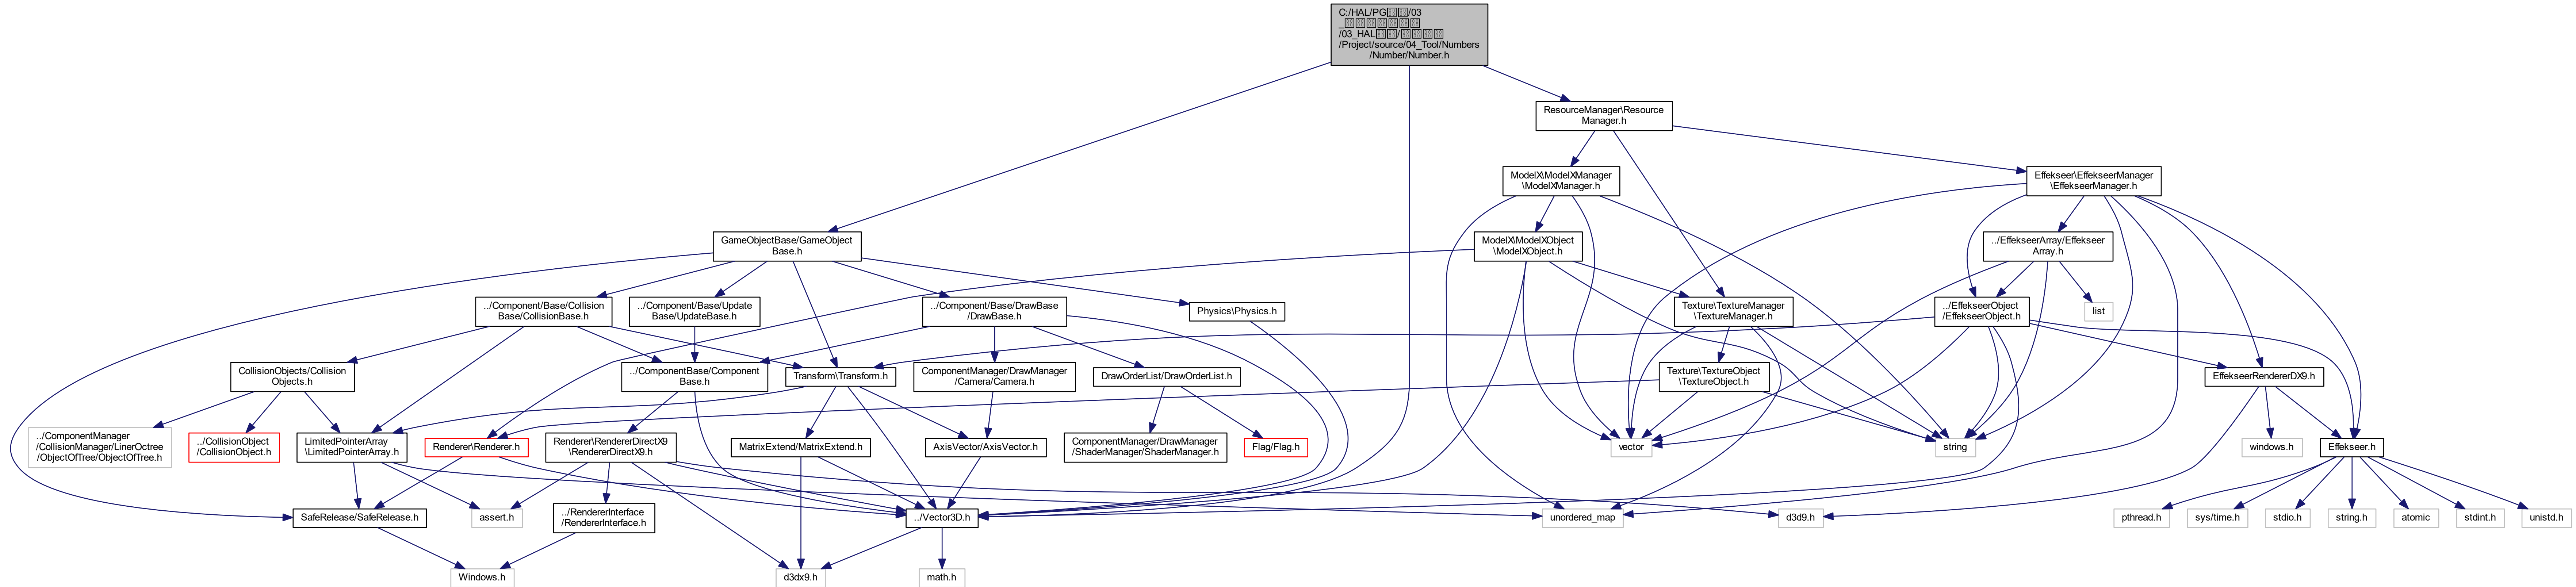 C:/HAL/PG/03
_
/03_HAL/
/Project/source/04_Tool/Numbers
/Number/Number.h
ResourceManager\Resource
Manager.h
ModelX\ModelXManager
\ModelXManager.h
Effekseer\EffekseerManager
\EffekseerManager.h
GameObjectBase/GameObject
Base.h
ModelX\ModelXObject
\ModelXObject.h
../EffekseerArray/Effekseer
Array.h
../Component/Base/Collision
Base/CollisionBase.h
../Component/Base/Update
Base/UpdateBase.h
../Component/Base/DrawBase
/DrawBase.h
Physics\Physics.h
Texture\TextureManager
\TextureManager.h
../EffekseerObject
/EffekseerObject.h
list
CollisionObjects/Collision
Objects.h
../ComponentBase/Component
Base.h
Transform\Transform.h
ComponentManager/DrawManager
/Camera/Camera.h
DrawOrderList/DrawOrderList.h
Texture\TextureObject
\TextureObject.h
EffekseerRendererDX9.h
../ComponentManager
/CollisionManager/LinerOctree
/ObjectOfTree/ObjectOfTree.h
../CollisionObject
/CollisionObject.h
LimitedPointerArray
\LimitedPointerArray.h
Renderer\Renderer.h
Renderer\RendererDirectX9
\RendererDirectX9.h
MatrixExtend/MatrixExtend.h
AxisVector/AxisVector.h
ComponentManager/DrawManager
/ShaderManager/ShaderManager.h
Flag/Flag.h
vector
string
windows.h
Effekseer.h
SafeRelease/SafeRelease.h
assert.h
../RendererInterface
/RendererInterface.h
../Vector3D.h
unordered_map
d3d9.h
pthread.h
sys/time.h
stdio.h
string.h
atomic
stdint.h
unistd.h
Windows.h
d3dx9.h
math.h